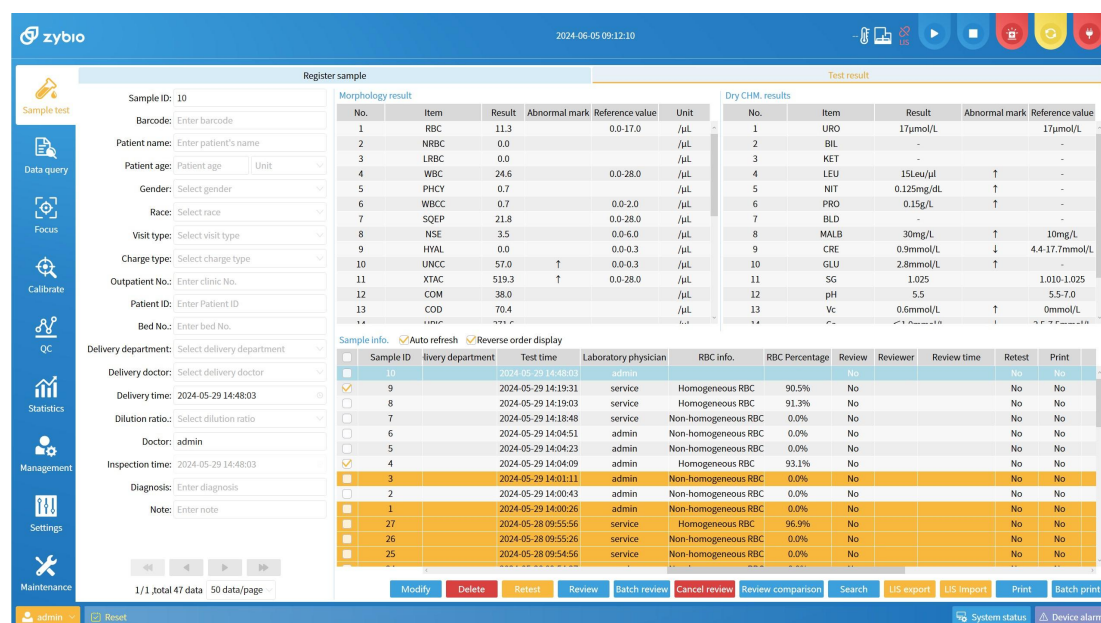 zybio
2024-06-05 09:12:10
--
LIS
Sample test
Data query
Focus
Calibrate
QC
Statistics
Management
Settings
Maintenance
Register sample
Test result
Sample ID: 10
Barcode: Enter barcode
Patient name: Enter patient's name
Patient age: Patient age Unit
Gender: Select gender
Race: Select race
Visit type: Select visit type
Charge type: Select charge type
Outpatient No.: Enter clinic No.
Patient ID: Enter Patient ID
Bed No.: Enter bed No.
Delivery department: Select delivery department
Delivery doctor: Select delivery doctor
Delivery time: 2024-05-29 14:48:03
Dilution ratio.: Select dilution ratio
Doctor: admin
Inspection time: 2024-05-29 14:48:03
Diagnosis: Enter diagnosis
Note: Enter note
1/1 ,total 47 data 50 data/page
Morphology result
No. Item Result Abnormal mark Reference value Unit
1 RBC 11.3 0.0-17.0 /μL
2 NRBC 0.0 /μL
3 LRBC 0.0 /μL
4 WBC 24.6 0.0-28.0 /μL
5 PHCY 0.7 /μL
6 WBCC 0.7 0.0-2.0 /μL
7 SQEP 21.8 0.0-28.0 /μL
8 NSE 3.5 0.0-6.0 /μL
9 HYAL 0.0 0.0-0.3 /μL
10 UNCC 57.0 ↑ 0.0-0.3 /μL
11 XTAC 519.3 ↑ 0.0-28.0 /μL
12 COM 38.0 /μL
13 COD 70.4 /μL
Dry CHM. results
No. Item Result Abnormal mark Reference value
1 URO 17μmol/L 17μmol/L
2 BIL - -
3 KET - -
4 LEU 15Leu/μl ↑ -
5 NIT 0.125mg/dL ↑ -
6 PRO 0.15g/L ↑ -
7 BLD - -
8 MALB 30mg/L ↑ 10mg/L
9 CRE 0.9mmol/L ↓ 4.4-17.7mmol/L
10 GLU 2.8mmol/L ↑ -
11 SG 1.025 1.010-1.025
12 pH 5.5 5.5-7.0
13 Vc 0.6mmol/L ↑ 0mmol/L
Sample info. Auto refresh Reverse order display
Sample ID department Test time Laboratory physician RBC info. RBC Percentage Review Reviewer Review time Retest Print
10 2024-05-29 14:48:03 admin No No No
9 2024-05-29 14:19:31 service Homogeneous RBC 90.5% No No No
8 2024-05-29 14:19:03 service Homogeneous RBC 91.3% No No No
7 2024-05-29 14:18:48 service Non-homogeneous RBC 0.0% No No No
6 2024-05-29 14:04:51 admin Non-homogeneous RBC 0.0% No No No
5 2024-05-29 14:04:23 admin Non-homogeneous RBC 0.0% No No No
4 2024-05-29 14:04:09 admin Homogeneous RBC 93.1% No No No
3 2024-05-29 14:01:11 admin Non-homogeneous RBC 0.0% No No No
2 2024-05-29 14:00:43 admin Non-homogeneous RBC 0.0% No No No
1 2024-05-29 14:00:26 admin Non-homogeneous RBC 0.0% No No No
27 2024-05-28 09:55:56 service Homogeneous RBC 96.9% No No No
26 2024-05-28 09:55:26 service Non-homogeneous RBC 0.0% No No No
25 2024-05-28 09:54:56 service Non-homogeneous RBC 0.0% No No No
Modify Delete Retest Review Batch review Cancel review Review comparison Search LIS export LIS Import Print Batch print
admin Reset System status Device alarm